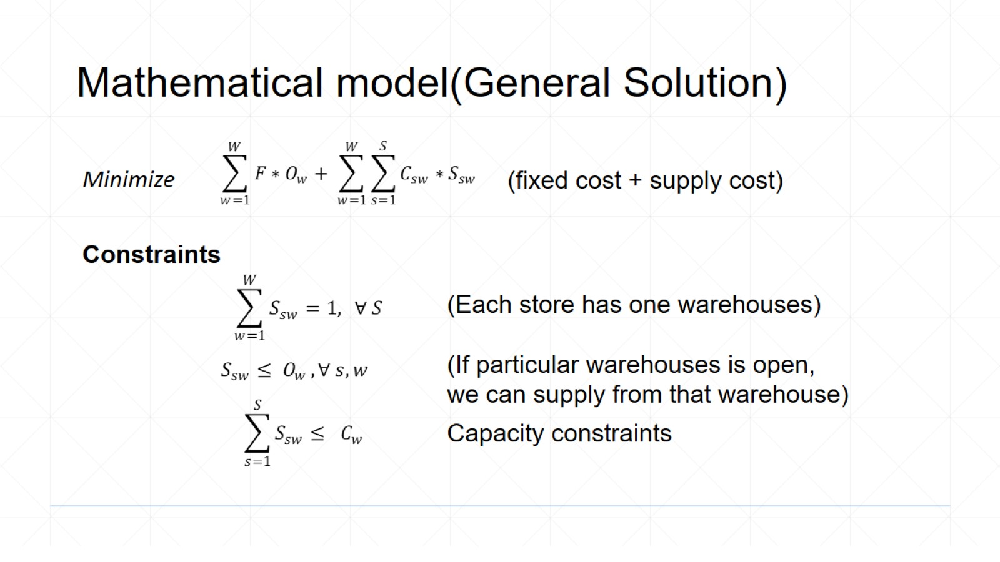 Mathematical model(General Solution)
Minimize $\sum_{w=1}^{W} F * O_w + \sum_{w=1}^{W} \sum_{s=1}^{S} C_{sw} * S_{sw}$ (fixed cost + supply cost)
Constraints
$\sum_{w=1}^{W} S_{sw} = 1, \ \forall S$ (Each store has one warehouses)
$S_{sw} \leq O_w , \forall s, w$ (If particular warehouses is open,
we can supply from that warehouse)
$\sum_{s=1}^{S} S_{sw} \leq C_w$ Capacity constraints